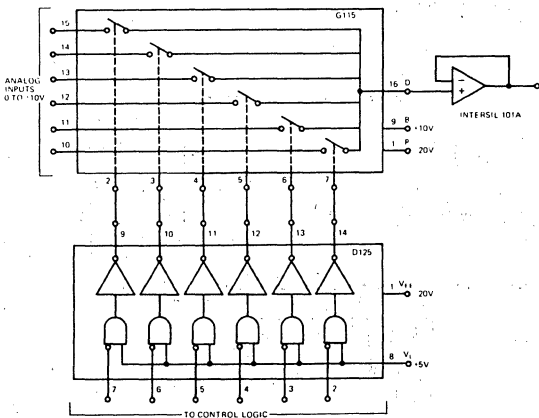 G115
15
14
13
12
11
10
ANALOG
INPUTS
0 TO +10V
16 D
9 B
+10V
1 P
20V
INTERSIL 101A
2 3 4 5 6 7
9 10 11 12 13 14
D125
1
20V
8
+5V
7 6 5 4 3 2
TO CONTROL LOGIC